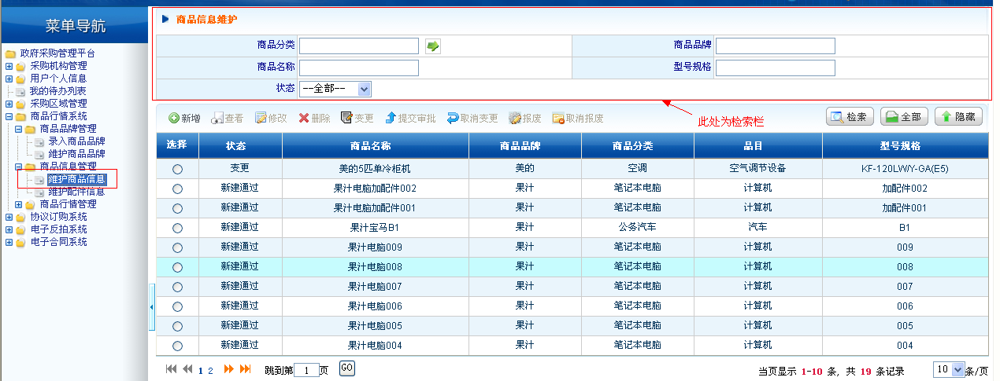 菜单导航
政府采购管理平台
采购机构管理
用户个人信息
我的待办列表
采购区域管理
商品行情系统
商品品牌管理
录入商品品牌
维护商品品牌
商品信息管理
维护商品信息
维护配件信息
商品行情管理
协议订购系统
电子反拍系统
电子合同系统
商品信息维护
商品分类 商品品牌
商品名称 型号规格
状态 --全部--
此处为检索栏
新增 查看 修改 删除 变更 提交审批 取消变更 报废 取消报废 检索 全部 隐藏
选择 状态 商品名称 商品品牌 商品分类 品目 型号规格
变更 美的5匹单冷柜机 美的 空调 空气调节设备 KF-120LW/Y-GA(E5)
新建通过 果汁电脑加配件002 果汁 笔记本电脑 计算机 加配件002
新建通过 果汁电脑加配件001 果汁 笔记本电脑 计算机 加配件001
新建通过 果汁宝马B1 果汁 公务汽车 汽车 B1
新建通过 果汁电脑009 果汁 笔记本电脑 计算机 009
新建通过 果汁电脑008 果汁 笔记本电脑 计算机 008
新建通过 果汁电脑007 果汁 笔记本电脑 计算机 007
新建通过 果汁电脑006 果汁 笔记本电脑 计算机 006
新建通过 果汁电脑005 果汁 笔记本电脑 计算机 005
新建通过 果汁电脑004 果汁 笔记本电脑 计算机 004
1 2 跳到第 1 页 GO 当页显示 1-10 条, 共 19 条记录 10 条/页